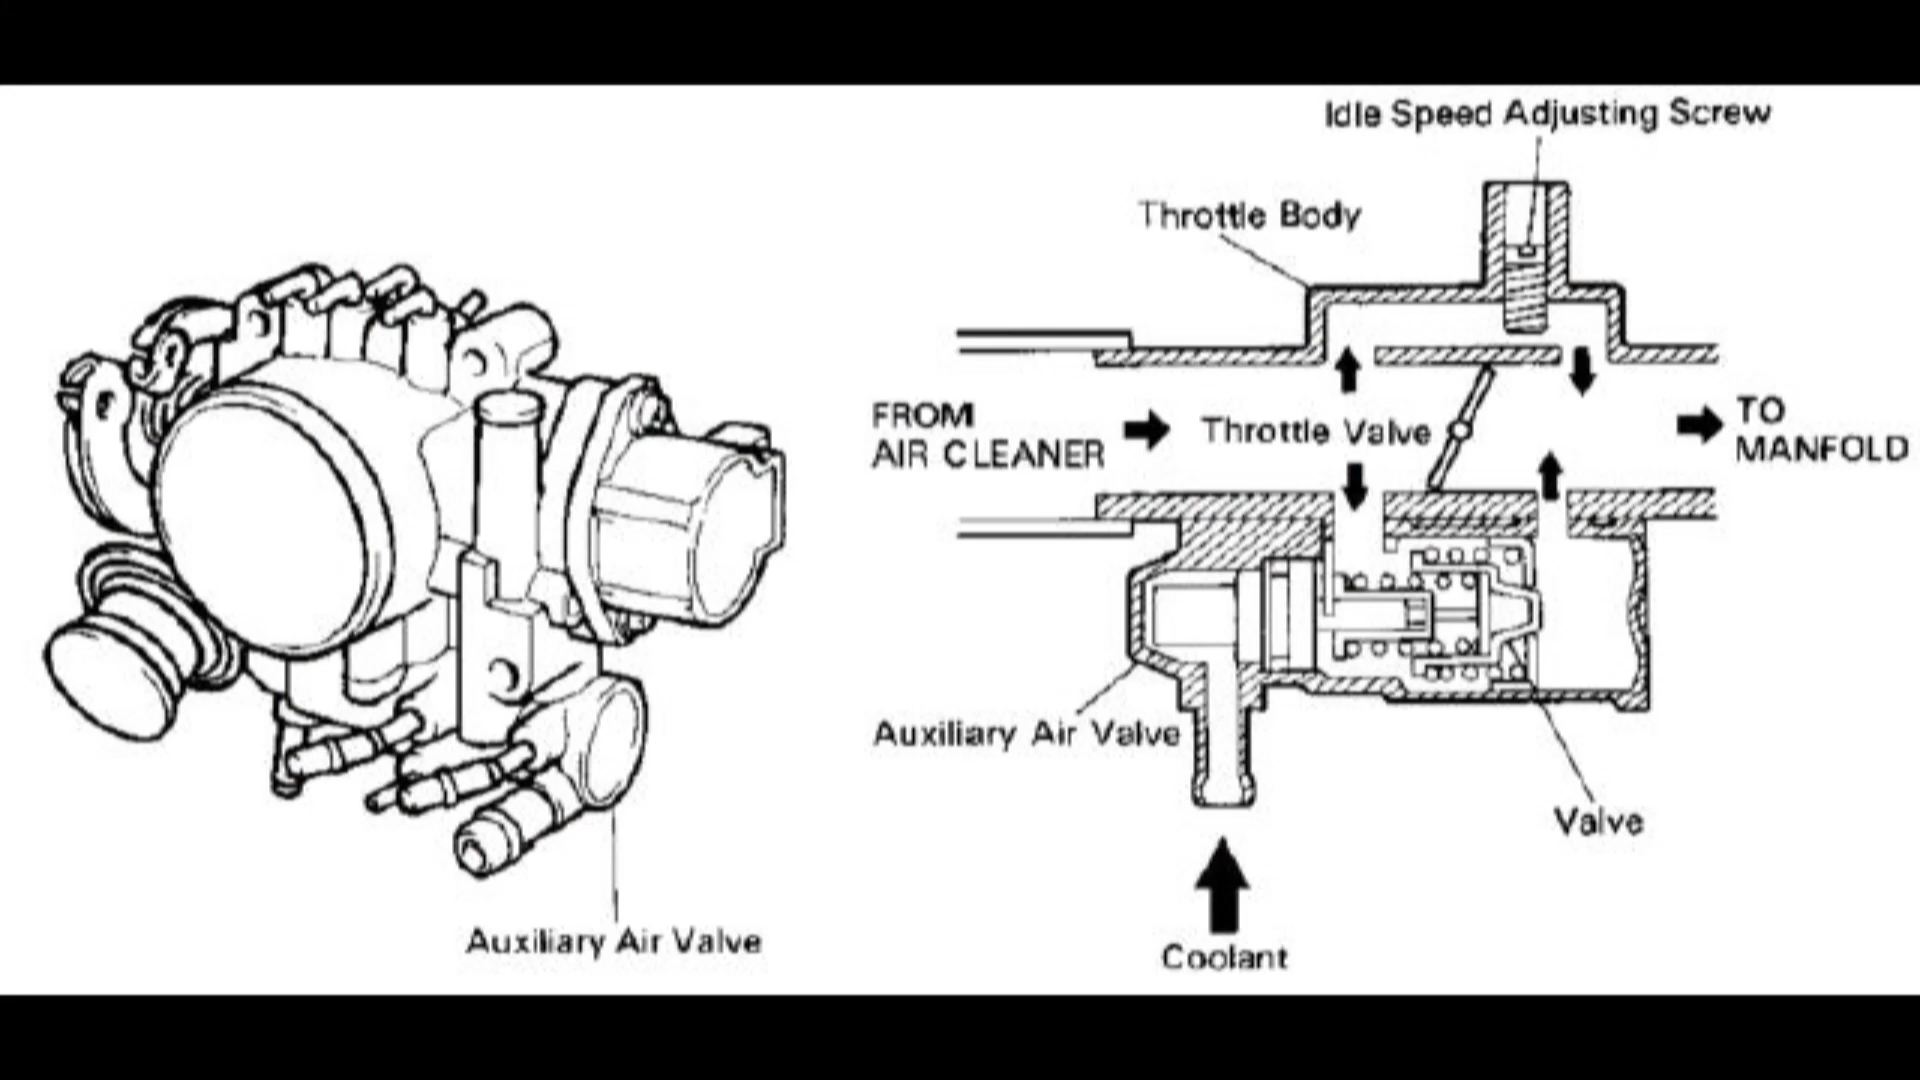 Idle Speed Adjusting Screw
Throttle Body
FROM
AIR CLEANER
Throttle Valve
TO
MANFOLD
Auxiliary Air Valve
Valve
Auxiliary Air Valve
Coolant